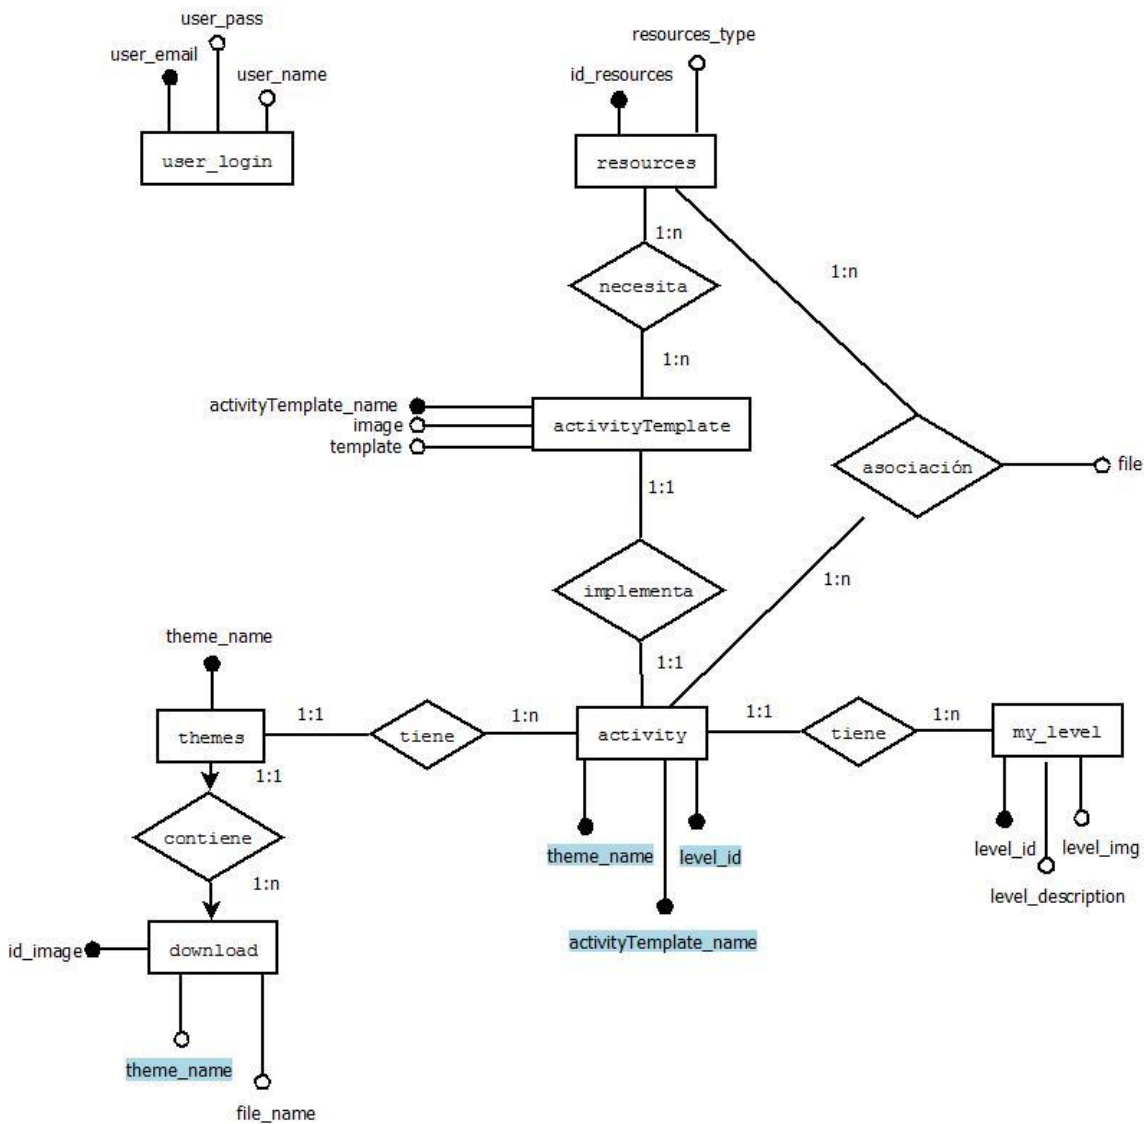 user_pass
user_email
user_name
user_login
resources_type
id_resources
resources
1:n
necesita
1:n
1:n
activityTemplate_name
image
template
activityTemplate
asociación
file
1:1
implementa
1:n
1:1
theme_name
themes
1:1
tiene
1:n
activity
1:1
tiene
1:n
my_level
1:1
contiene
1:n
theme_name
level_id
activityTemplate_name
level_id
level_img
level_description
id_image
download
theme_name
file_name